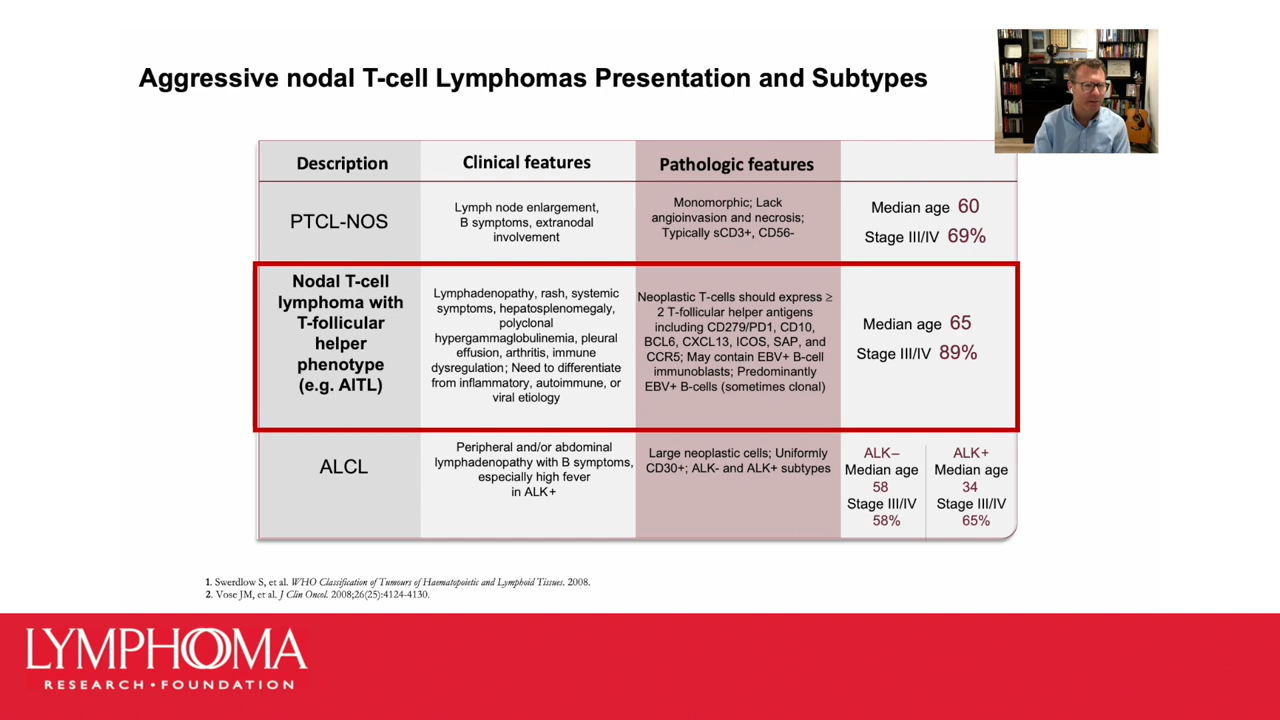 Aggressive nodal T-cell Lymphomas Presentation and Subtypes
Description
Clinical features
Pathologic features
PTCL-NOS
Lymph node enlargement,
B symptoms, extranodal
involvement
Monomorphic; Lack
angioinvasion and necrosis;
Typically sCD3+, CD56-
Median age 60
Stage III/IV 69%
Nodal T-cell
lymphoma with
T-follicular
helper
phenotype
(e.g. AITL)
Lymphadenopathy, rash, systemic
symptoms, hepatosplenomegaly,
polyclonal
hypergammaglobulinemia, pleural
effusion, arthritis, immune
dysregulation; Need to differentiate
from inflammatory, autoimmune, or
viral etiology
Neoplastic T-cells should express ≥
2 T-follicular helper antigens
including CD279/PD1, CD10,
BCL6, CXCL13, ICOS, SAP, and
CCR5; May contain EBV+ B-cell
immunoblasts; Predominantly
EBV+ B-cells (sometimes clonal)
Median age 65
Stage III/IV 89%
ALCL
Peripheral and/or abdominal
lymphadenopathy with B symptoms,
especially high fever
in ALK+
Large neoplastic cells; Uniformly
CD30+; ALK- and ALK+ subtypes
ALK–
Median age
58
Stage III/IV
58%
ALK+
Median age
34
Stage III/IV
65%
1. Swerdlow S, et al. WHO Classification of Tumours of Haematopoietic and Lymphoid Tissues. 2008.
2. Vose JM, et al. J Clin Oncol. 2008;26(25):4124-4130.
LYMPHOMA
RESEARCH • FOUNDATION